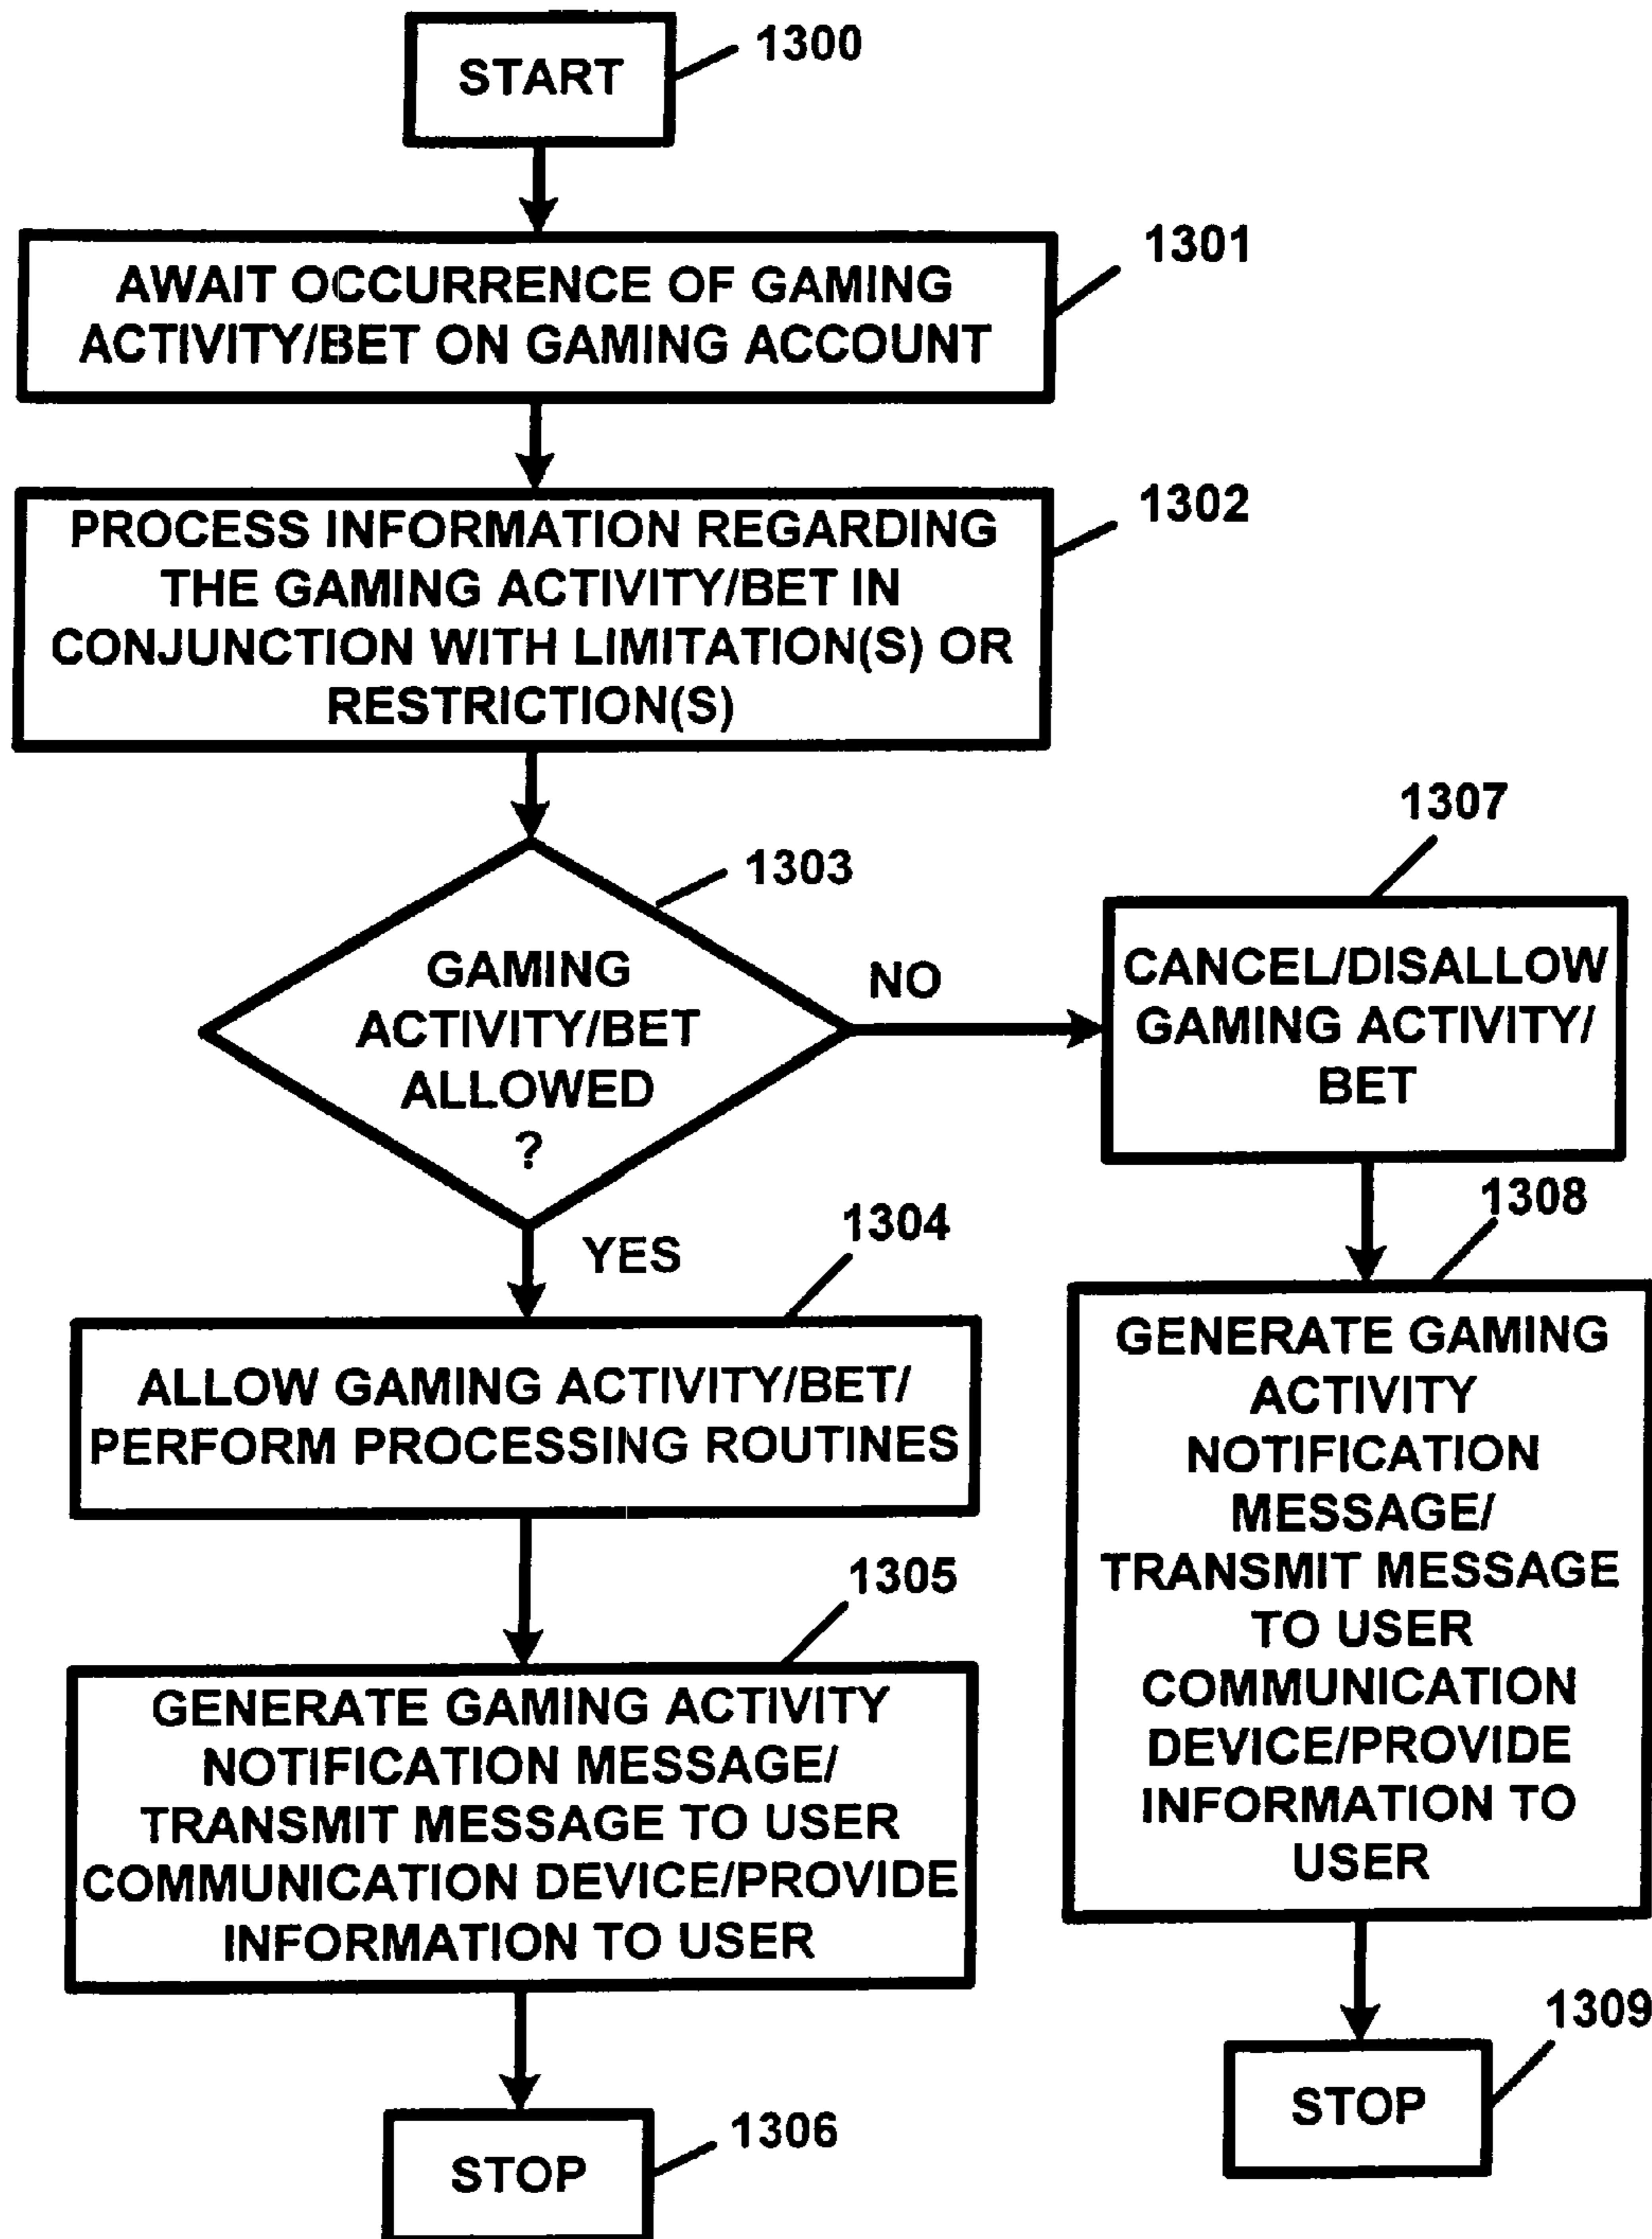 START
1300
AWAIT OCCURRENCE OF GAMING
ACTIVITY/BET ON GAMING ACCOUNT
1301
PROCESS INFORMATION REGARDING
THE GAMING ACTIVITY/BET IN
CONJUNCTION WITH LIMITATION(S) OR
RESTRICTION(S)
1302
GAMING
ACTIVITY/BET
ALLOWED
?
1303
NO
YES
ALLOW GAMING ACTIVITY/BET/
PERFORM PROCESSING ROUTINES
1304
GENERATE GAMING ACTIVITY
NOTIFICATION MESSAGE/
TRANSMIT MESSAGE TO USER
COMMUNICATION DEVICE/PROVIDE
INFORMATION TO USER
1305
STOP
1306
CANCEL/DISALLOW
GAMING ACTIVITY/
BET
1307
GENERATE GAMING
ACTIVITY
NOTIFICATION
MESSAGE/
TRANSMIT MESSAGE
TO USER
COMMUNICATION
DEVICE/PROVIDE
INFORMATION TO
USER
1308
STOP
1309